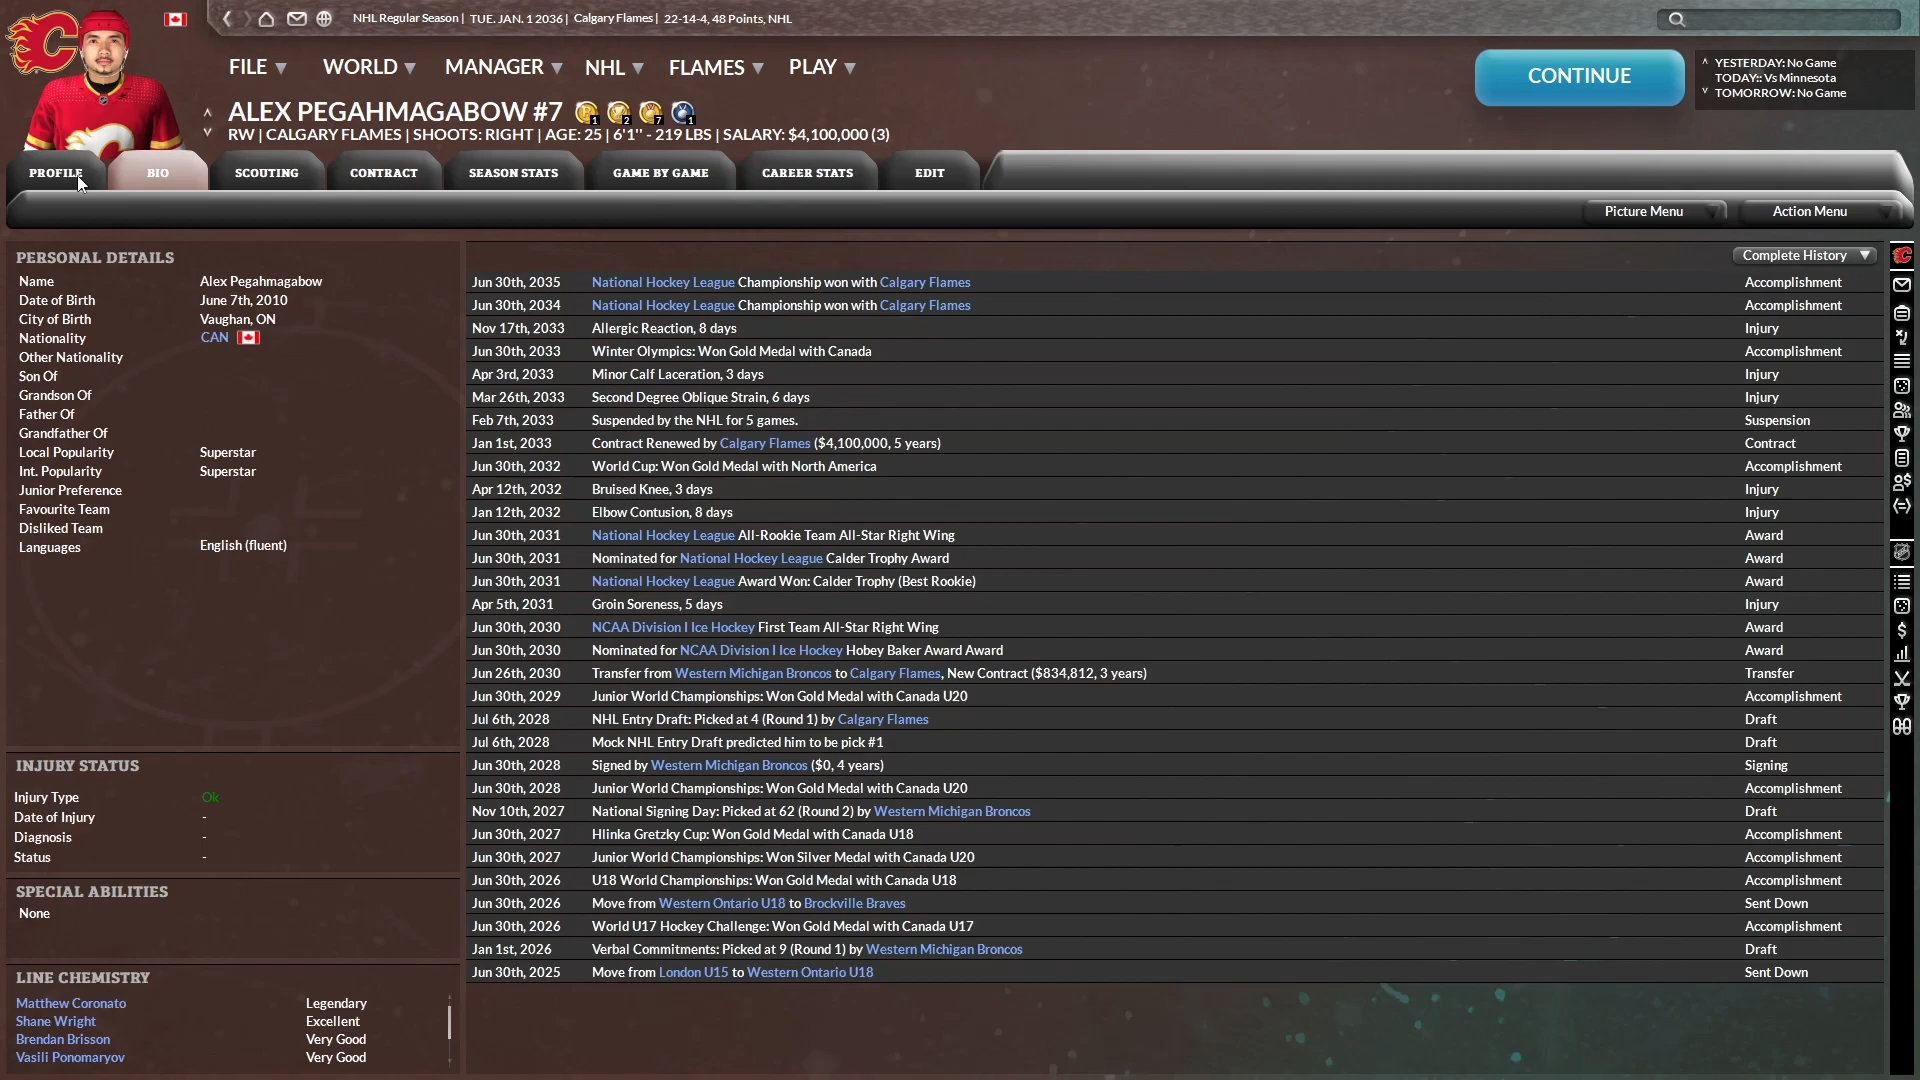 NHL Regular Season | TUE. JAN. 1 2036 | Calgary Flames | 22-14-4, 48 Points, NHL
FILE WORLD MANAGER NHL FLAMES PLAY
CONTINUE
YESTERDAY: No Game
TODAY:: Vs Minnesota
TOMORROW: No Game
ALEX PEGAHMAGABOW #7 1 2 7 1
RW | CALGARY FLAMES | SHOOTS: RIGHT | AGE: 25 | 6'1'' - 219 LBS | SALARY: $4,100,000 (3)
PROFILE BIO SCOUTING CONTRACT SEASON STATS GAME BY GAME CAREER STATS EDIT
Picture Menu Action Menu
PERSONAL DETAILS
Name Alex Pegahmagabow
Date of Birth June 7th, 2010
City of Birth Vaughan, ON
Nationality CAN
Other Nationality
Son Of
Grandson Of
Father Of
Grandfather Of
Local Popularity Superstar
Int. Popularity Superstar
Junior Preference
Favourite Team
Disliked Team
Languages English (fluent)
INJURY STATUS
Injury Type Ok
Date of Injury -
Diagnosis -
Status -
SPECIAL ABILITIES
None
LINE CHEMISTRY
Matthew Coronato Legendary
Shane Wright Excellent
Brendan Brisson Very Good
Vasili Ponomaryov Very Good
Complete History
Jun 30th, 2035 National Hockey League Championship won with Calgary Flames Accomplishment
Jun 30th, 2034 National Hockey League Championship won with Calgary Flames Accomplishment
Nov 17th, 2033 Allergic Reaction, 8 days Injury
Jun 30th, 2033 Winter Olympics: Won Gold Medal with Canada Accomplishment
Apr 3rd, 2033 Minor Calf Laceration, 3 days Injury
Mar 26th, 2033 Second Degree Oblique Strain, 6 days Injury
Feb 7th, 2033 Suspended by the NHL for 5 games. Suspension
Jan 1st, 2033 Contract Renewed by Calgary Flames ($4,100,000, 5 years) Contract
Jun 30th, 2032 World Cup: Won Gold Medal with North America Accomplishment
Apr 12th, 2032 Bruised Knee, 3 days Injury
Jan 12th, 2032 Elbow Contusion, 8 days Injury
Jun 30th, 2031 National Hockey League All-Rookie Team All-Star Right Wing Award
Jun 30th, 2031 Nominated for National Hockey League Calder Trophy Award Award
Jun 30th, 2031 National Hockey League Award Won: Calder Trophy (Best Rookie) Award
Apr 5th, 2031 Groin Soreness, 5 days Injury
Jun 30th, 2030 NCAA Division I Ice Hockey First Team All-Star Right Wing Award
Jun 30th, 2030 Nominated for NCAA Division I Ice Hockey Hobey Baker Award Award
Jun 26th, 2030 Transfer from Western Michigan Broncos to Calgary Flames, New Contract ($834,812, 3 years) Transfer
Jun 30th, 2029 Junior World Championships: Won Gold Medal with Canada U20 Accomplishment
Jul 6th, 2028 NHL Entry Draft: Picked at 4 (Round 1) by Calgary Flames Draft
Jul 6th, 2028 Mock NHL Entry Draft predicted him to be pick #1 Draft
Jun 30th, 2028 Signed by Western Michigan Broncos ($0, 4 years) Signing
Jun 30th, 2028 Junior World Championships: Won Gold Medal with Canada U20 Accomplishment
Nov 10th, 2027 National Signing Day: Picked at 62 (Round 2) by Western Michigan Broncos Draft
Jun 30th, 2027 Hlinka Gretzky Cup: Won Gold Medal with Canada U18 Accomplishment
Jun 30th, 2027 Junior World Championships: Won Silver Medal with Canada U20 Accomplishment
Jun 30th, 2026 U18 World Championships: Won Gold Medal with Canada U18 Accomplishment
Jun 30th, 2026 Move from Western Ontario U18 to Brockville Braves Sent Down
Jun 30th, 2026 World U17 Hockey Challenge: Won Gold Medal with Canada U17 Accomplishment
Jan 1st, 2026 Verbal Commitments: Picked at 9 (Round 1) by Western Michigan Broncos Draft
Jun 30th, 2025 Move from London U15 to Western Ontario U18 Sent Down